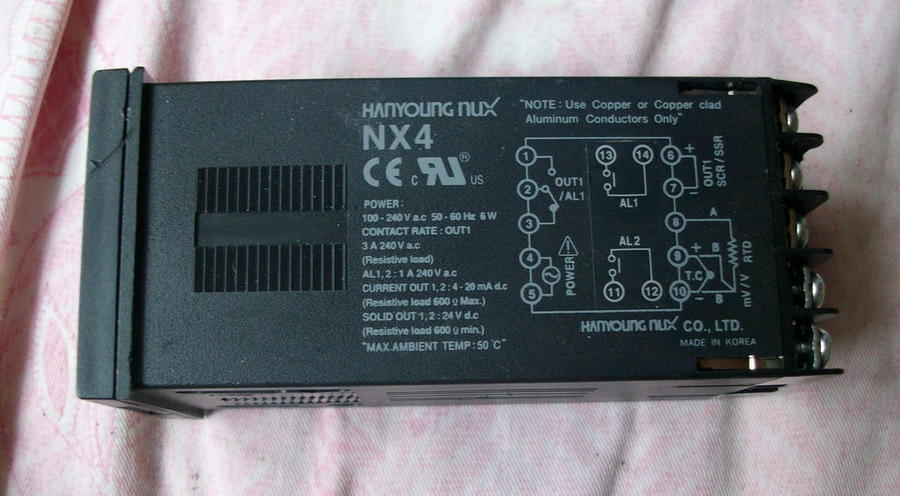 HANYOUNG NUX
NX4
CE c RU ® US
POWER:
100 - 240 V a.c 50 - 60 Hz 6 W
CONTACT RATE : OUT1
3 A 240 V a.c
(Resistive load)
AL1, 2 : 1 A 240 V a.c
CURRENT OUT 1, 2 : 4 - 20 mA d.c
(Resistive load 600 Ω Max.)
SOLID OUT 1, 2 : 24 V d.c
(Resistive load 600 Ω min.)
"MAX.AMBIENT TEMP : 50 °C"
"NOTE: Use Copper or Copper clad
Aluminum Conductors Only"
1
2
3
4
5
OUT1
/AL1
POWER
13 14
AL1
AL2
11 12
6 +
7 -
OUT1
SCR / SSR
8 A
9 + B
T.C
10 - B
RTD
mV / V
HANYOUNG NUX CO., LTD.
MADE IN KOREA